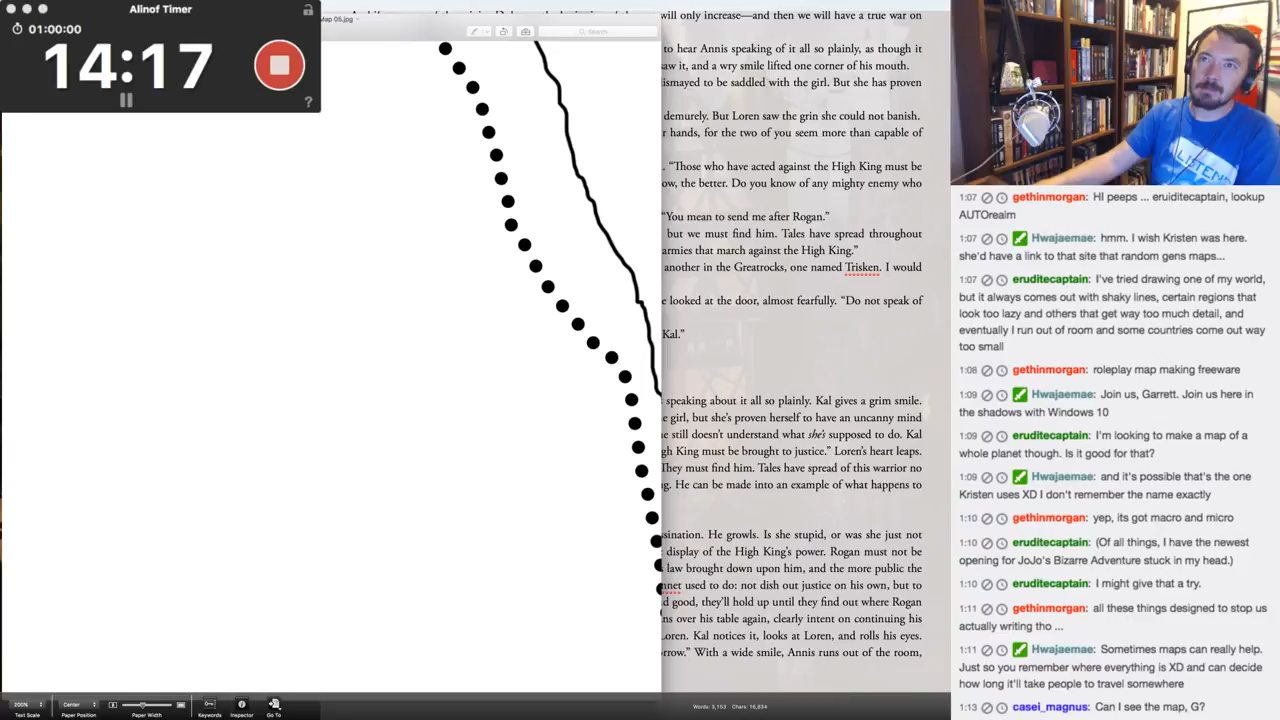 Alinof Timer
01:00:00
14:17
?
Map 05.jpg
Search
will only increase—and then we will have a true war on
to hear Annis speaking of it all so plainly, as though it
saw it, and a wry smile lifted one corner of his mouth.
dismayed to be saddled with the girl. But she has proven
demurely. But Loren saw the grin she could not banish.
r hands, for the two of you seem more than capable of
“Those who have acted against the High King must be
ow, the better. Do you know of any mighty enemy who
“You mean to send me after Rogan.”
but we must find him. Tales have spread throughout
armies that march against the High King.”
another in the Greatrocks, one named Trisken. I would
e looked at the door, almost fearfully. “Do not speak of
Kal.”
speaking about it all so plainly. Kal gives a grim smile.
e girl, but she’s proven herself to have an uncanny mind
he still doesn’t understand what she’s supposed to do. Kal
gh King must be brought to justice.” Loren’s heart leaps.
They must find him. Tales have spread of this warrior no
ng. He can be made into an example of what happens to
ssination. He growls. Is she stupid, or was she just not
display of the High King’s power. Rogan must not be
law brought down upon him, and the more public the
nnet used to do: not dish out justice on his own, but to
d good, they’ll hold up until they find out where Rogan
ns over his table again, clearly intent on continuing his
Loren. Kal notices it, looks at Loren, and rolls his eyes.
orrow.” With a wide smile, Annis runs out of the room,
200%
Text Scale
Center
Paper Position
Paper Width
Keywords
Inspector
Go To
Words: 3,153 Chars: 16,834
1:07 gethinmorgan: HI peeps ... eruiditecaptain, lookup
AUTOrealm
1:07 Hwajaemae: hmm. I wish Kristen was here.
she'd have a link to that site that random gens maps...
1:07 eruditecaptain: I've tried drawing one of my world,
but it always comes out with shaky lines, certain regions that
look too lazy and others that get way too much detail, and
eventually I run out of room and some countries come out way
too small
1:08 gethinmorgan: roleplay map making freeware
1:09 Hwajaemae: Join us, Garrett. Join us here in
the shadows with Windows 10
1:09 eruditecaptain: I'm looking to make a map of a
whole planet though. Is it good for that?
1:09 Hwajaemae: and it's possible that's the one
Kristen uses XD I don't remember the name exactly
1:10 gethinmorgan: yep, its got macro and micro
1:10 eruditecaptain: (Of all things, I have the newest
opening for JoJo's Bizarre Adventure stuck in my head.)
1:10 eruditecaptain: I might give that a try.
1:11 gethinmorgan: all these things designed to stop us
actually writing tho ...
1:11 Hwajaemae: Sometimes maps can really help.
Just so you remember where everything is XD and can decide
how long it'll take people to travel somewhere
1:13 casei_magnus: Can I see the map, G?